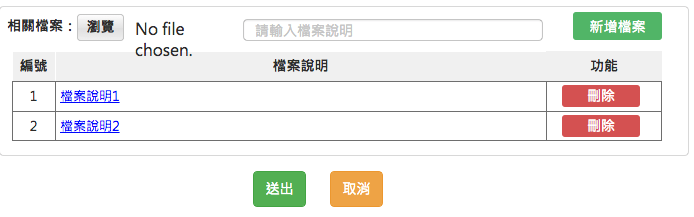 相關檔案：瀏覽 No file chosen. 請輸入檔案說明 新增檔案
編號 檔案說明 功能
1 檔案說明1 刪除
2 檔案說明2 刪除
送出 取消